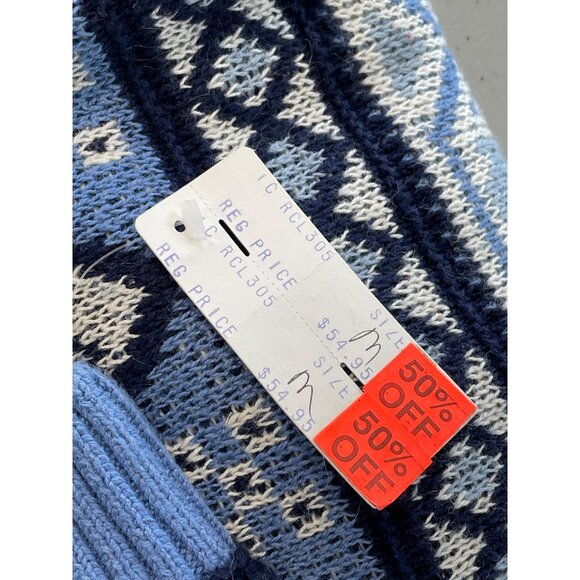 IC RCL305
REG PRICE
SIZE
$54.95
M
50%
OFF
IC RCL305
REG PRICE
SIZE
$54.95
M
50%
OFF